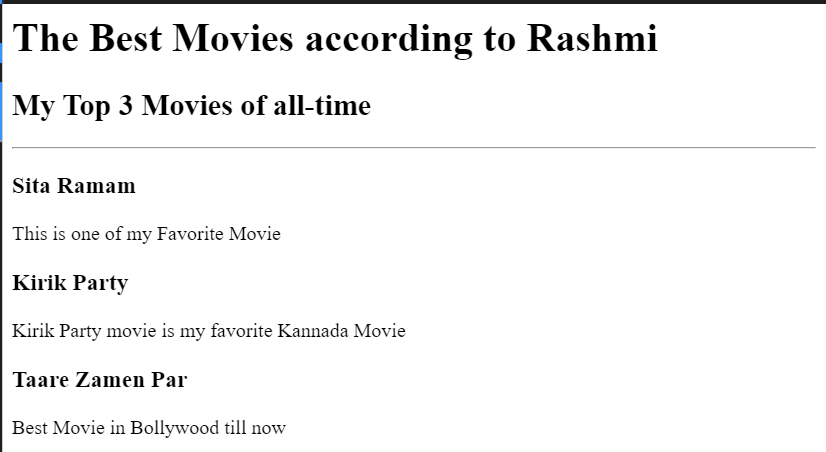 The Best Movies according to Rashmi
My Top 3 Movies of all-time
Sita Ramam
This is one of my Favorite Movie
Kirik Party
Kirik Party movie is my favorite Kannada Movie
Taare Zamen Par
Best Movie in Bollywood till now